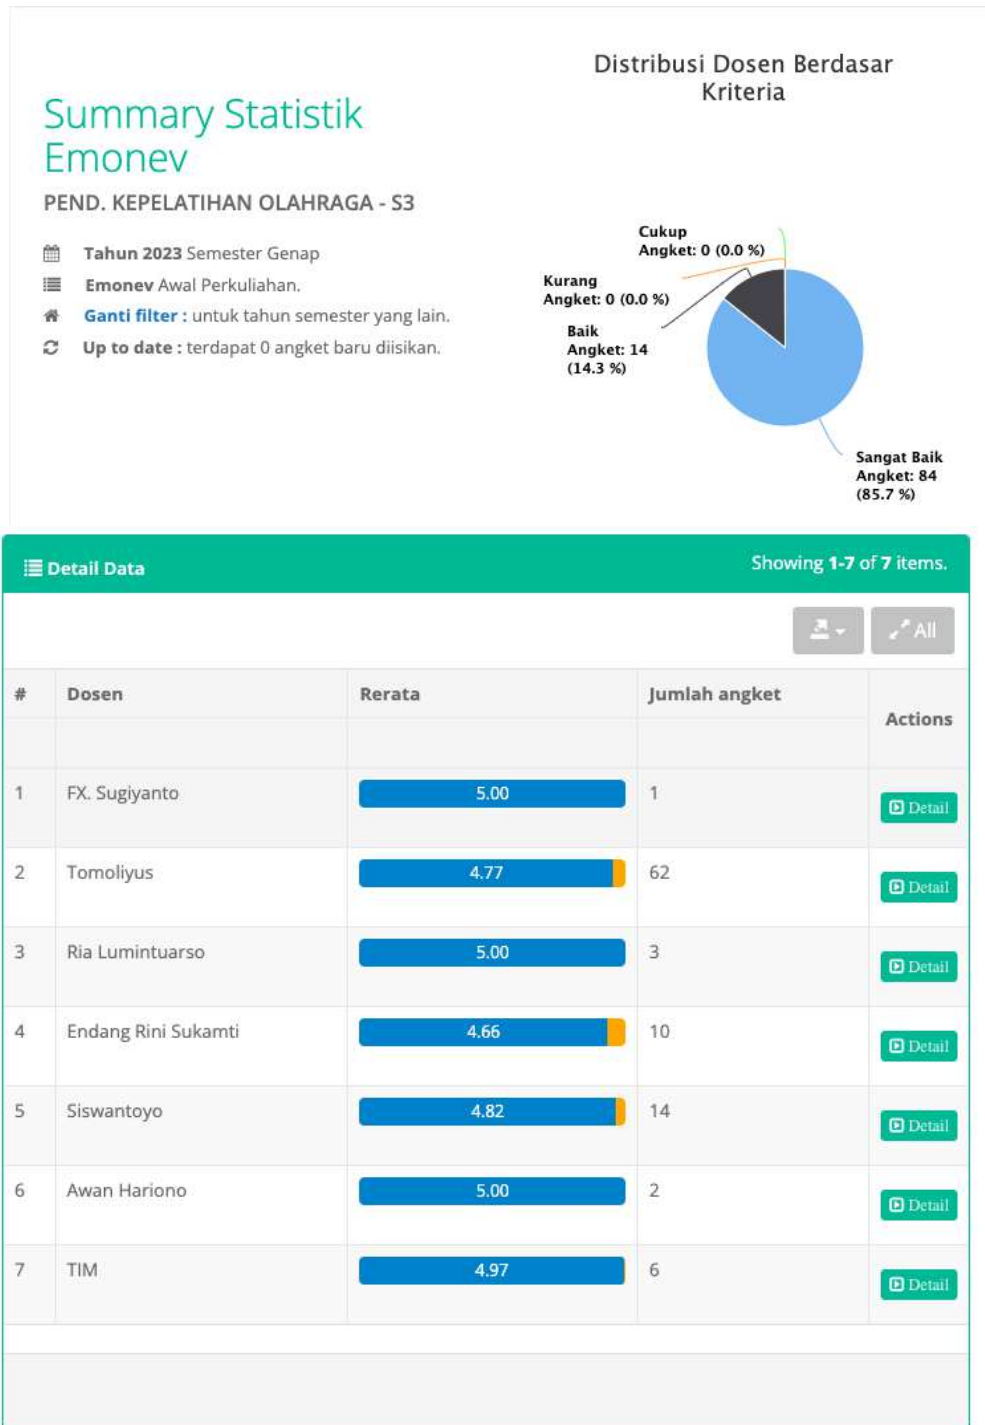 Summary Statistik
Emonev
PEND. KEPELATIHAN OLAHRAGA - S3
Tahun 2023 Semester Genap
Emonev Awal Perkuliahan.
Ganti filter : untuk tahun semester yang lain.
Up to date : terdapat 0 angket baru diisikan.
Distribusi Dosen Berdasar
Kriteria
Cukup
Angket: 0 (0.0 %)
Kurang
Angket: 0 (0.0 %)
Baik
Angket: 14
(14.3 %)
Sangat Baik
Angket: 84
(85.7 %)
Detail Data Showing 1-7 of 7 items.
All
# Dosen Rerata Jumlah angket Actions
1 FX. Sugiyanto 5.00 1 Detail
2 Tomoliyus 4.77 62 Detail
3 Ria Lumintuarso 5.00 3 Detail
4 Endang Rini Sukamti 4.66 10 Detail
5 Siswantoyo 4.82 14 Detail
6 Awan Hariono 5.00 2 Detail
7 TIM 4.97 6 Detail